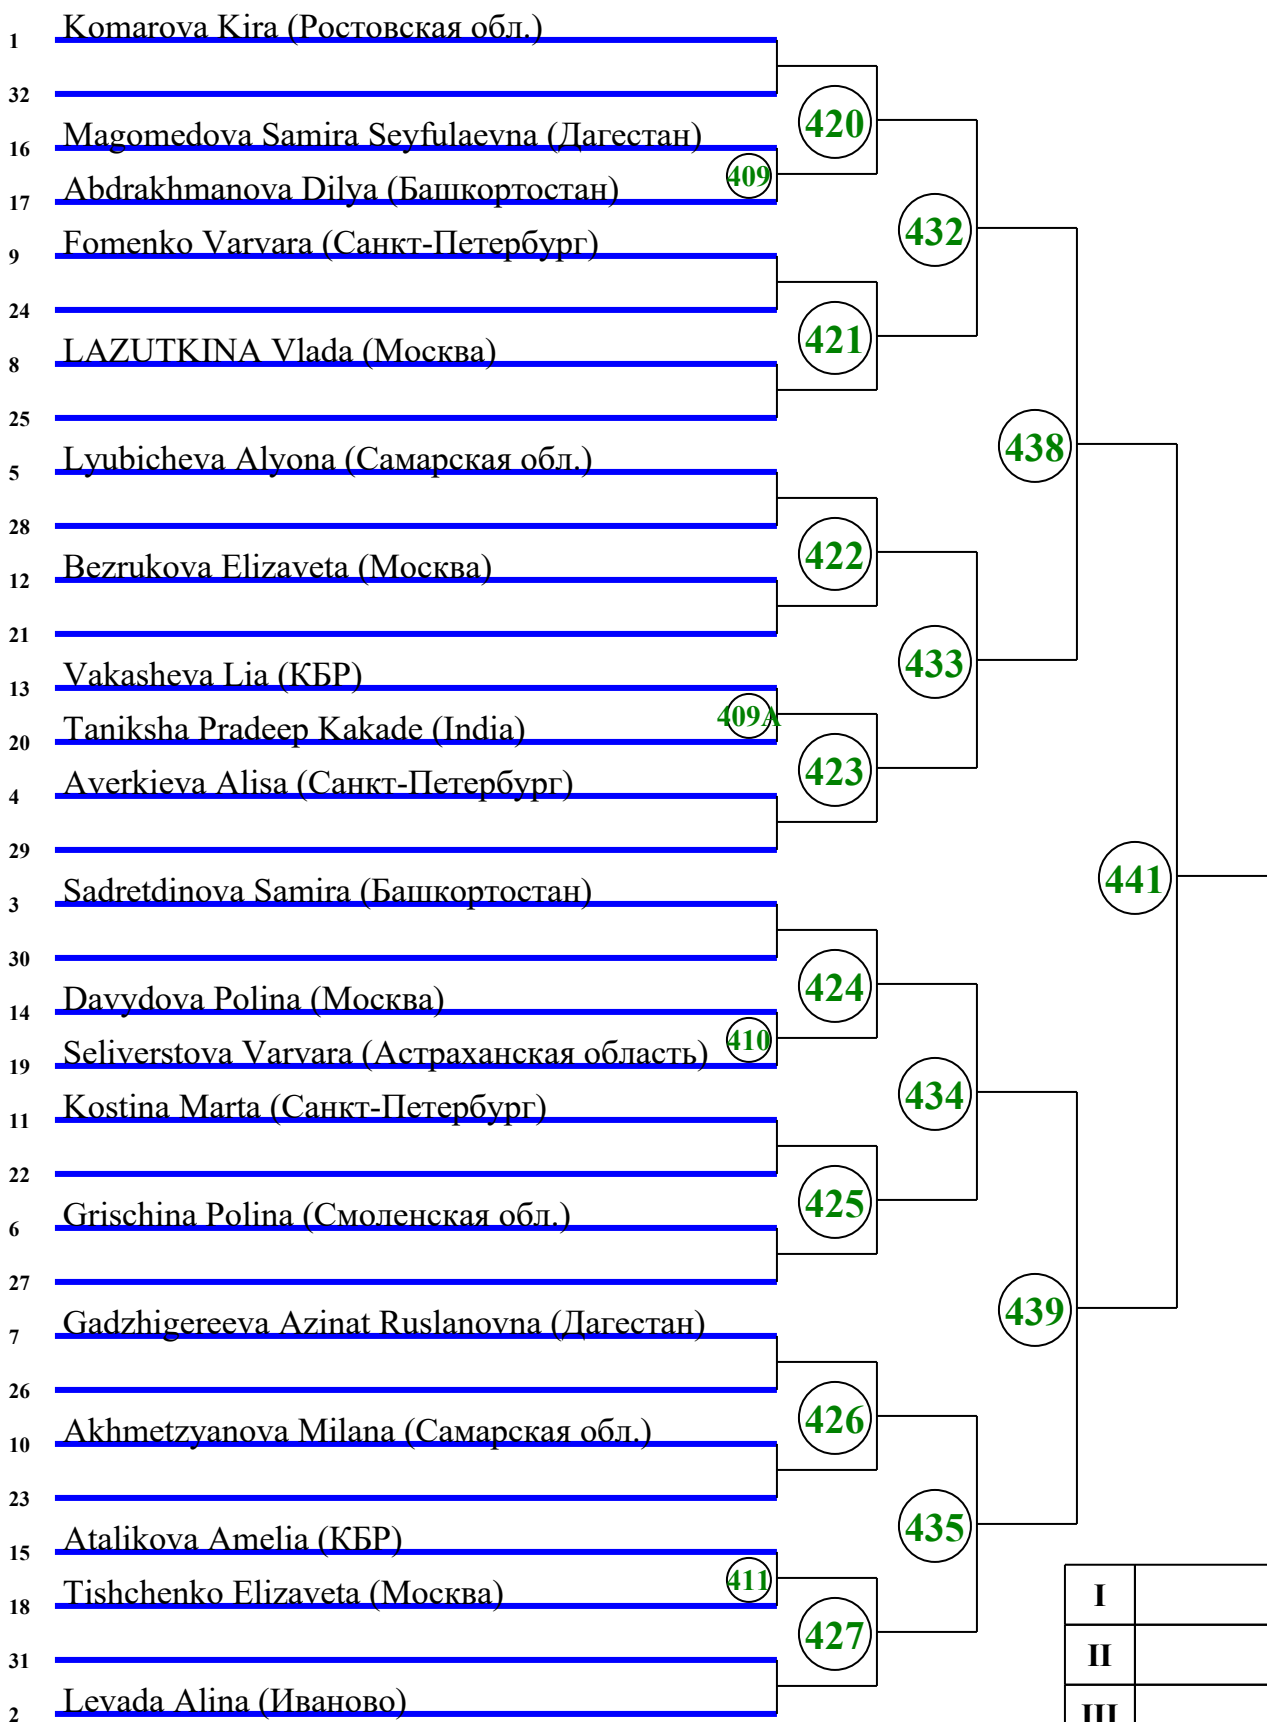 1 Komarova Kira (Ростовская обл.)
32
420
16 Magomedova Samira Seyfulaevna (Дагестан)
409
17 Abdrakhmanova Dilya (Башкортостан)
432
9 Fomenko Varvara (Санкт-Петербург)
24
421
8 LAZUTKINA Vlada (Москва)
25
438
5 Lyubicheva Alyona (Самарская обл.)
28
422
12 Bezrukova Elizaveta (Москва)
21
433
13 Vakasheva Lia (КБР)
409A
20 Taniksha Pradeep Kakade (India)
423
4 Averkieva Alisa (Санкт-Петербург)
29
441
3 Sadretdinova Samira (Башкортостан)
30
424
14 Davydova Polina (Москва)
410
19 Seliverstova Varvara (Астраханская область)
434
11 Kostina Marta (Санкт-Петербург)
22
425
6 Grischina Polina (Смоленская обл.)
27
439
7 Gadzhigereeva Azinat Ruslanovna (Дагестан)
26
426
10 Akhmetzyanova Milana (Самарская обл.)
23
435
15 Atalikova Amelia (КБР)
411
18 Tishchenko Elizaveta (Москва)
I
427
31
II
2 Levada Alina (Иваново)
III